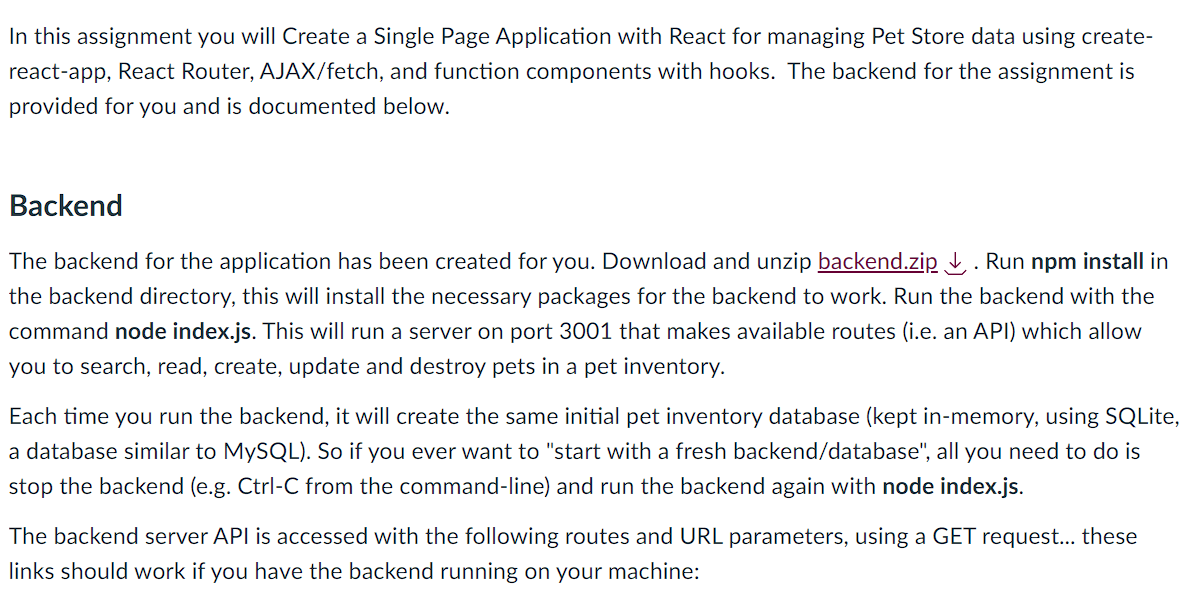 In this assignment you will Create a Single Page Application with React for managing Pet Store data using create-
react-app, React Router, AJAX/fetch, and function components with hooks.  The backend for the assignment is
provided for you and is documented below.
Backend
The backend for the application has been created for you. Download and unzip backend.zip . Run npm install in
the backend directory, this will install the necessary packages for the backend to work. Run the backend with the
command node index.js. This will run a server on port 3001 that makes available routes (i.e. an API) which allow
you to search, read, create, update and destroy pets in a pet inventory.
Each time you run the backend, it will create the same initial pet inventory database (kept in-memory, using SQLite,
a database similar to MySQL). So if you ever want to "start with a fresh backend/database", all you need to do is
stop the backend (e.g. Ctrl-C from the command-line) and run the backend again with node index.js.
The backend server API is accessed with the following routes and URL parameters, using a GET request... these
links should work if you have the backend running on your machine: